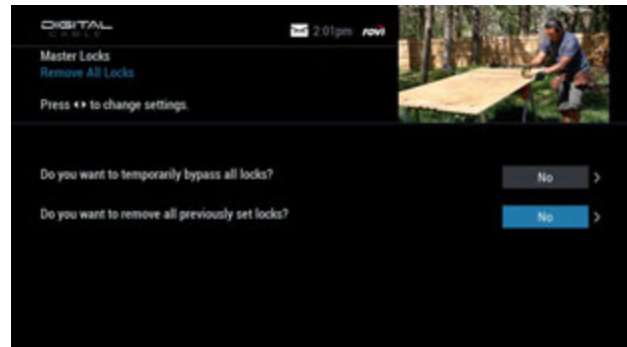 DIGITAL
CABLE
2:01pm rovi
Master Locks
Remove All Locks
Press to change settings.
Do you want to temporarily bypass all locks? No
Do you want to remove all previously set locks? No